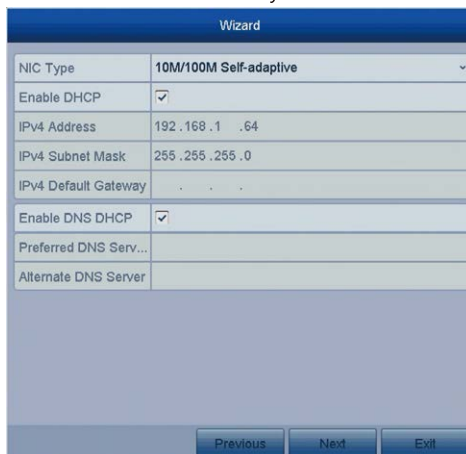 Wizard
NIC Type 10M/100M Self-adaptive
Enable DHCP
IPv4 Address 192.168.1 .64
IPv4 Subnet Mask 255.255.255.0
IPv4 Default Gateway . . .
Enable DNS DHCP
Preferred DNS Serv...
Alternate DNS Server
Previous Next Exit